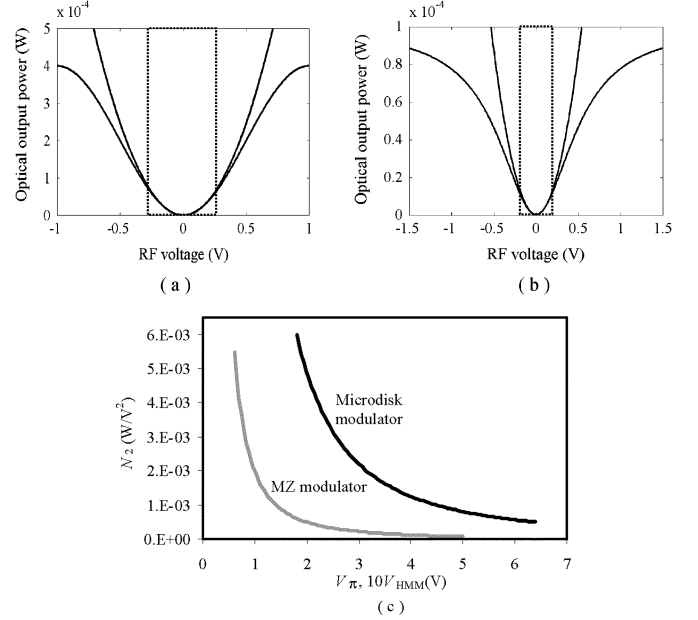 x 10⁻⁴
5
4
3
2
1
0
Optical output power (W)
-1 -0.5 0 0.5 1
RF voltage (V)
( a )
x 10⁻⁴
1
0.8
0.6
0.4
0.2
0
Optical output power (W)
-1.5 -1 -0.5 0 0.5 1 1.5
RF voltage (V)
( b )
6.E-03
5.E-03
4.E-03
3.E-03
2.E-03
1.E-03
0.E+00
N₂ (W/V²)
Microdisk
modulator
MZ modulator
0 1 2 3 4 5 6 7
Vπ, 10V_HMM(V)
( c )